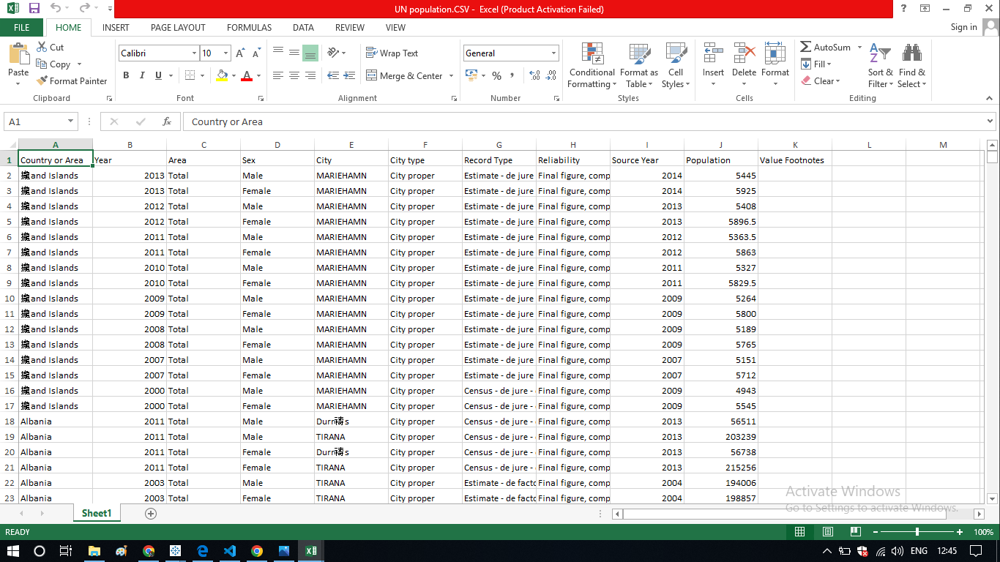 UN population.CSV - Excel (Product Activation Failed)
FILE HOME INSERT PAGE LAYOUT FORMULAS DATA REVIEW VIEW Sign in
Cut
Copy
Format Painter
Paste
Clipboard
Calibri 10
B I U
Font
Wrap Text
Merge & Center
Alignment
General
%
Number
Conditional Formatting
Format as Table
Cell Styles
Styles
Insert Delete Format
Cells
AutoSum
Fill
Clear
Sort & Filter
Find & Select
Editing
A1 fx Country or Area
A B C D E F G H I J K L M
1 Country or Area Year Area Sex City City type Record Type Reliability Source Year Population Value Footnotes
2 and Islands 2013 Total Male MARIEHAMN City proper Estimate - de jure Final figure, comp 2014 5445
3 and Islands 2013 Total Female MARIEHAMN City proper Estimate - de jure Final figure, comp 2014 5925
4 and Islands 2012 Total Male MARIEHAMN City proper Estimate - de jure Final figure, comp 2013 5408
5 and Islands 2012 Total Female MARIEHAMN City proper Estimate - de jure Final figure, comp 2013 5896.5
6 and Islands 2011 Total Male MARIEHAMN City proper Estimate - de jure Final figure, comp 2012 5363.5
7 and Islands 2011 Total Female MARIEHAMN City proper Estimate - de jure Final figure, comp 2012 5863
8 and Islands 2010 Total Male MARIEHAMN City proper Estimate - de jure Final figure, comp 2011 5327
9 and Islands 2010 Total Female MARIEHAMN City proper Estimate - de jure Final figure, comp 2011 5829.5
10 and Islands 2009 Total Male MARIEHAMN City proper Estimate - de jure Final figure, comp 2009 5264
11 and Islands 2009 Total Female MARIEHAMN City proper Estimate - de jure Final figure, comp 2009 5800
12 and Islands 2008 Total Male MARIEHAMN City proper Estimate - de jure Final figure, comp 2009 5189
13 and Islands 2008 Total Female MARIEHAMN City proper Estimate - de jure Final figure, comp 2009 5765
14 and Islands 2007 Total Male MARIEHAMN City proper Estimate - de jure Final figure, comp 2007 5151
15 and Islands 2007 Total Female MARIEHAMN City proper Estimate - de jure Final figure, comp 2007 5712
16 and Islands 2000 Total Male MARIEHAMN City proper Census - de jure - Final figure, comp 2009 4943
17 and Islands 2000 Total Female MARIEHAMN City proper Census - de jure - Final figure, comp 2009 5545
18 Albania 2011 Total Male City proper Census - de jure - Final figure, comp 2013 56511
19 Albania 2011 Total Male TIRANA City proper Census - de jure - Final figure, comp 2013 203239
20 Albania 2011 Total Female City proper Census - de jure - Final figure, comp 2013 56738
21 Albania 2011 Total Female TIRANA City proper Census - de jure - Final figure, comp 2013 215256
22 Albania 2003 Total Male TIRANA City proper Estimate - de facto Final figure, comp 2004 194006
23 Albania 2003 Total Female TIRANA City proper Estimate - de facto Final figure, comp 2004 198857
Activate Windows
Go to Settings to activate Windows.
Sheet1
READY 100%
ENG 12:45